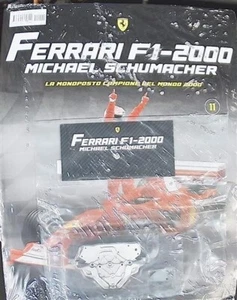 FERRARI F1-2000
MICHAEL SCHUMACHER
LA MONOPOSTO CAMPIONE DEL MONDO 2000
11
FERRARI F1-2000
MICHAEL SCHUMACHER